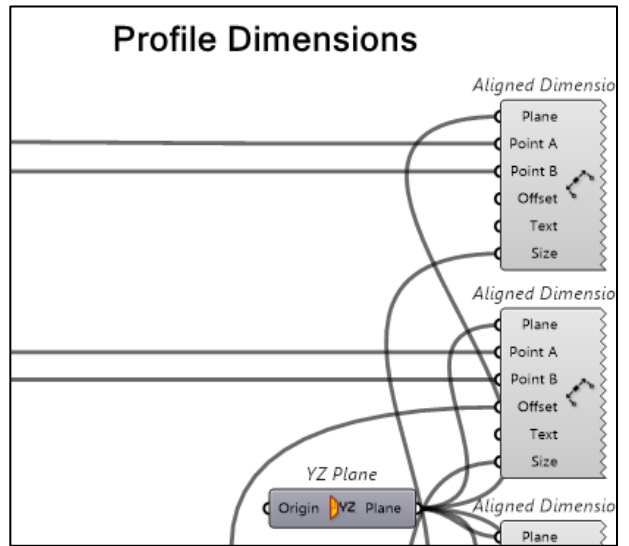 Profile Dimensions
Aligned Dimensio
Plane
Point A
Point B
Offset
Text
Size
Aligned Dimensio
Plane
Point A
Point B
Offset
Text
Size
YZ Plane
Origin YZ Plane
Aligned Dimensio
Plane